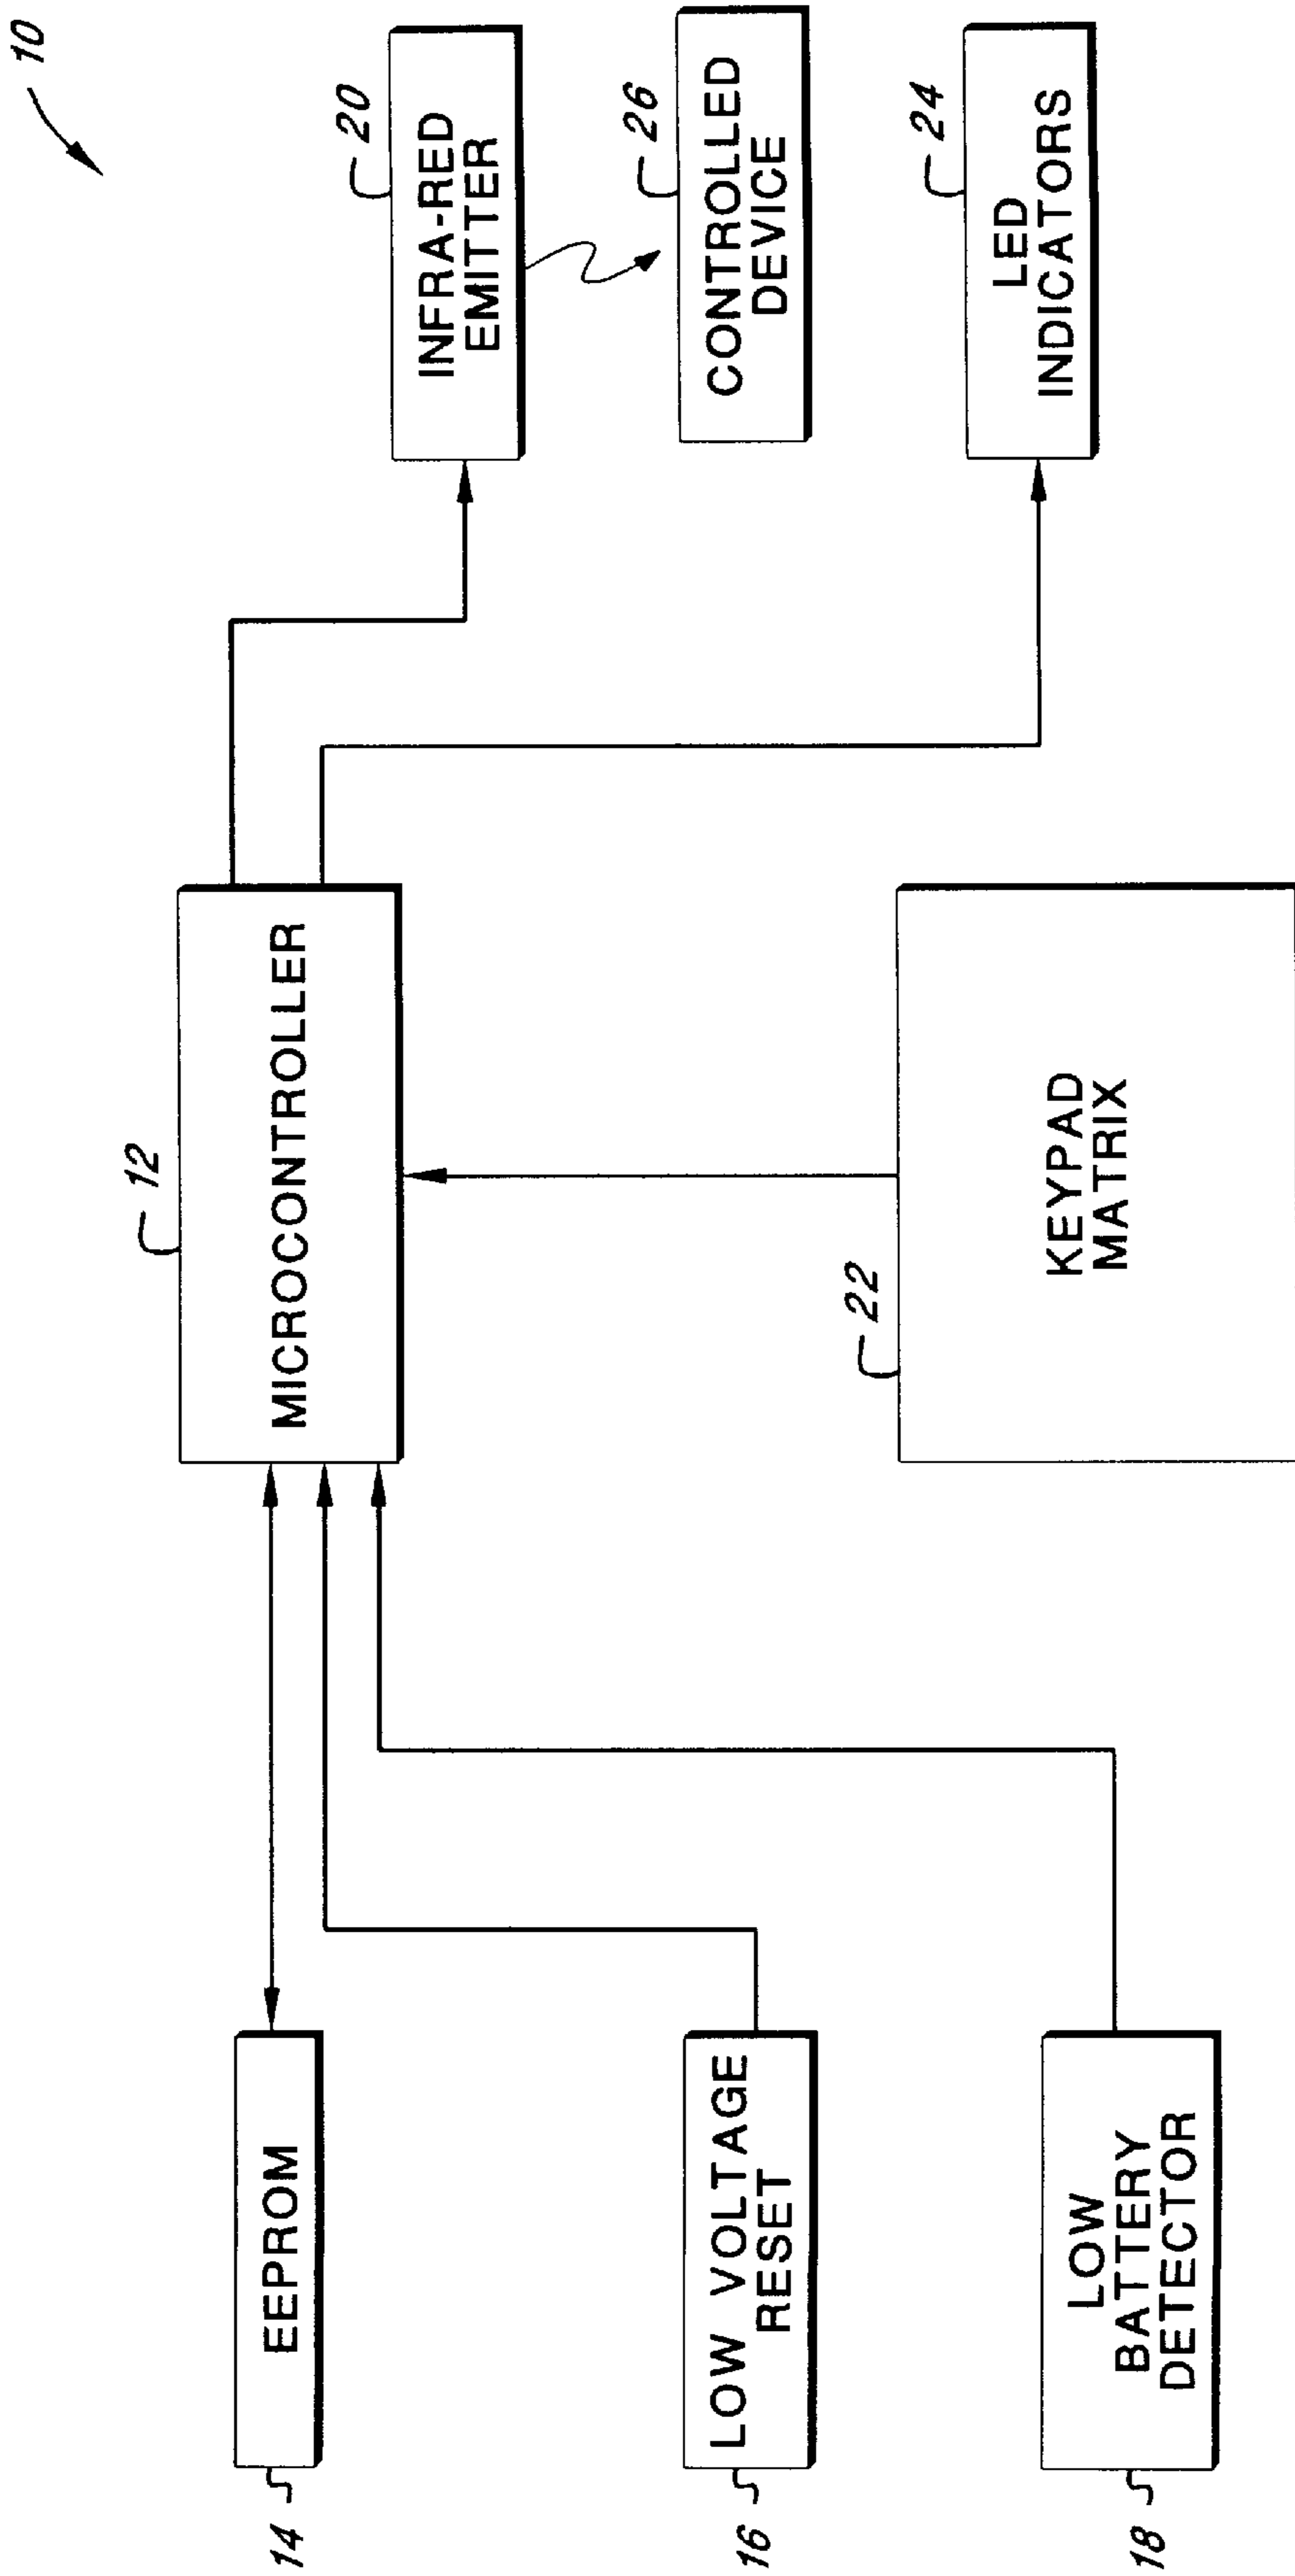 10
12
MICROCONTROLLER
14
EEPROM
16
LOW VOLTAGE
RESET
18
LOW
BATTERY
DETECTOR
22
KEYPAD
MATRIX
20
INFRA-RED
EMITTER
26
CONTROLLED
DEVICE
24
LED
INDICATORS